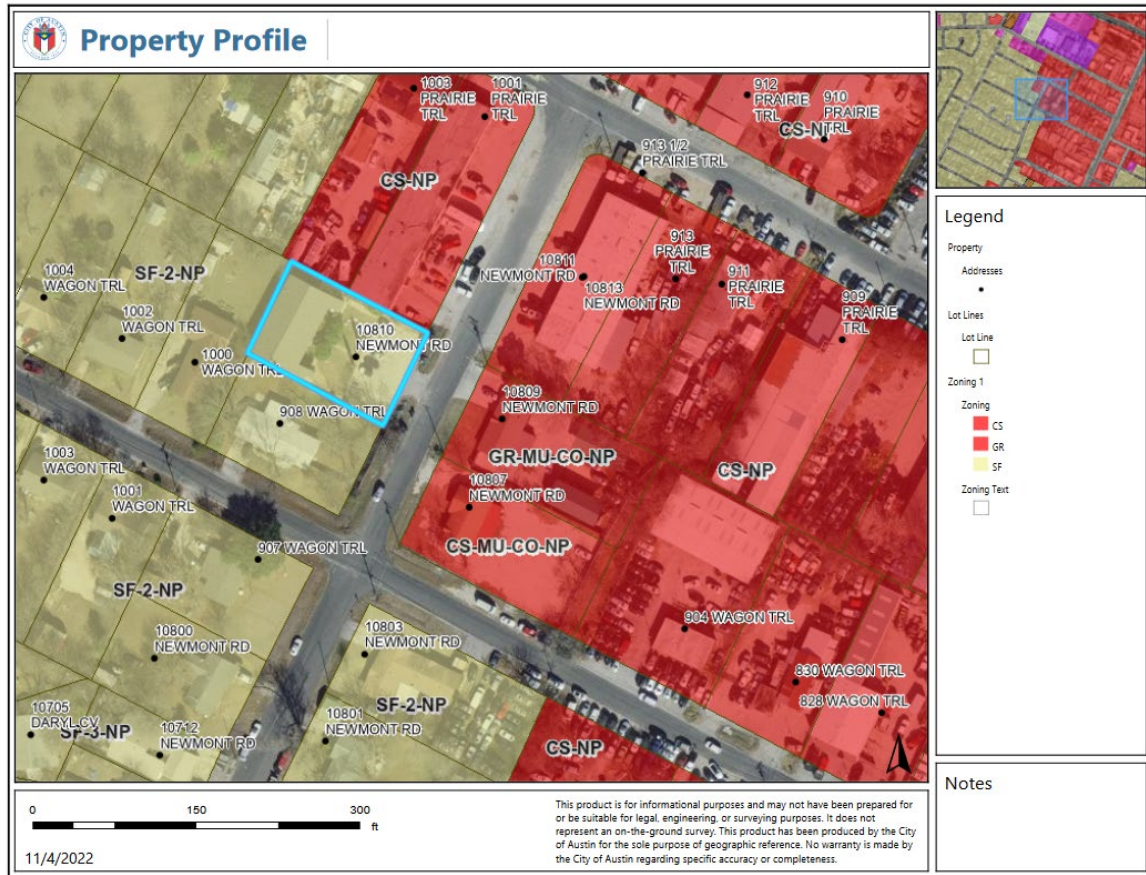 Property Profile
1003
PRAIRIE
TRL
1001
PRAIRIE
TRL
912
PRAIRIE
TRL
910
PRAIRIE
TRL
CS-NP
913 1/2
PRAIRIE TRL
CS-NP
1004
WAGON TRL
SF-2-NP
1002
WAGON TRL
1000
WAGON TRL
10810
NEWMONT RD
908 WAGON TRL
10811
NEWMONT RD
10813
NEWMONT RD
913
PRAIRIE
TRL
911
PRAIRIE
TRL
909
PRAIRIE
TRL
10809
NEWMONT RD
GR-MU-CO-NP
CS-NP
10807
NEWMONT RD
CS-MU-CO-NP
1003
WAGON TRL
1001
WAGON TRL
907 WAGON TRL
SF-2-NP
10800
NEWMONT RD
10803
NEWMONT RD
904 WAGON TRL
830 WAGON TRL
828 WAGON TRL
10705
DARYL CV
SF-3-NP
10712
NEWMONT RD
10801
NEWMONT RD
SF-2-NP
CS-NP
Legend
Property
Addresses
Lot Lines
Lot Line
Zoning 1
Zoning
CS
GR
SF
Zoning Text
Notes
0 150 300
ft
11/4/2022
This product is for informational purposes and may not have been prepared for
or be suitable for legal, engineering, or surveying purposes. It does not
represent an on-the-ground survey. This product has been produced by the City
of Austin for the sole purpose of geographic reference. No warranty is made by
the City of Austin regarding specific accuracy or completeness.